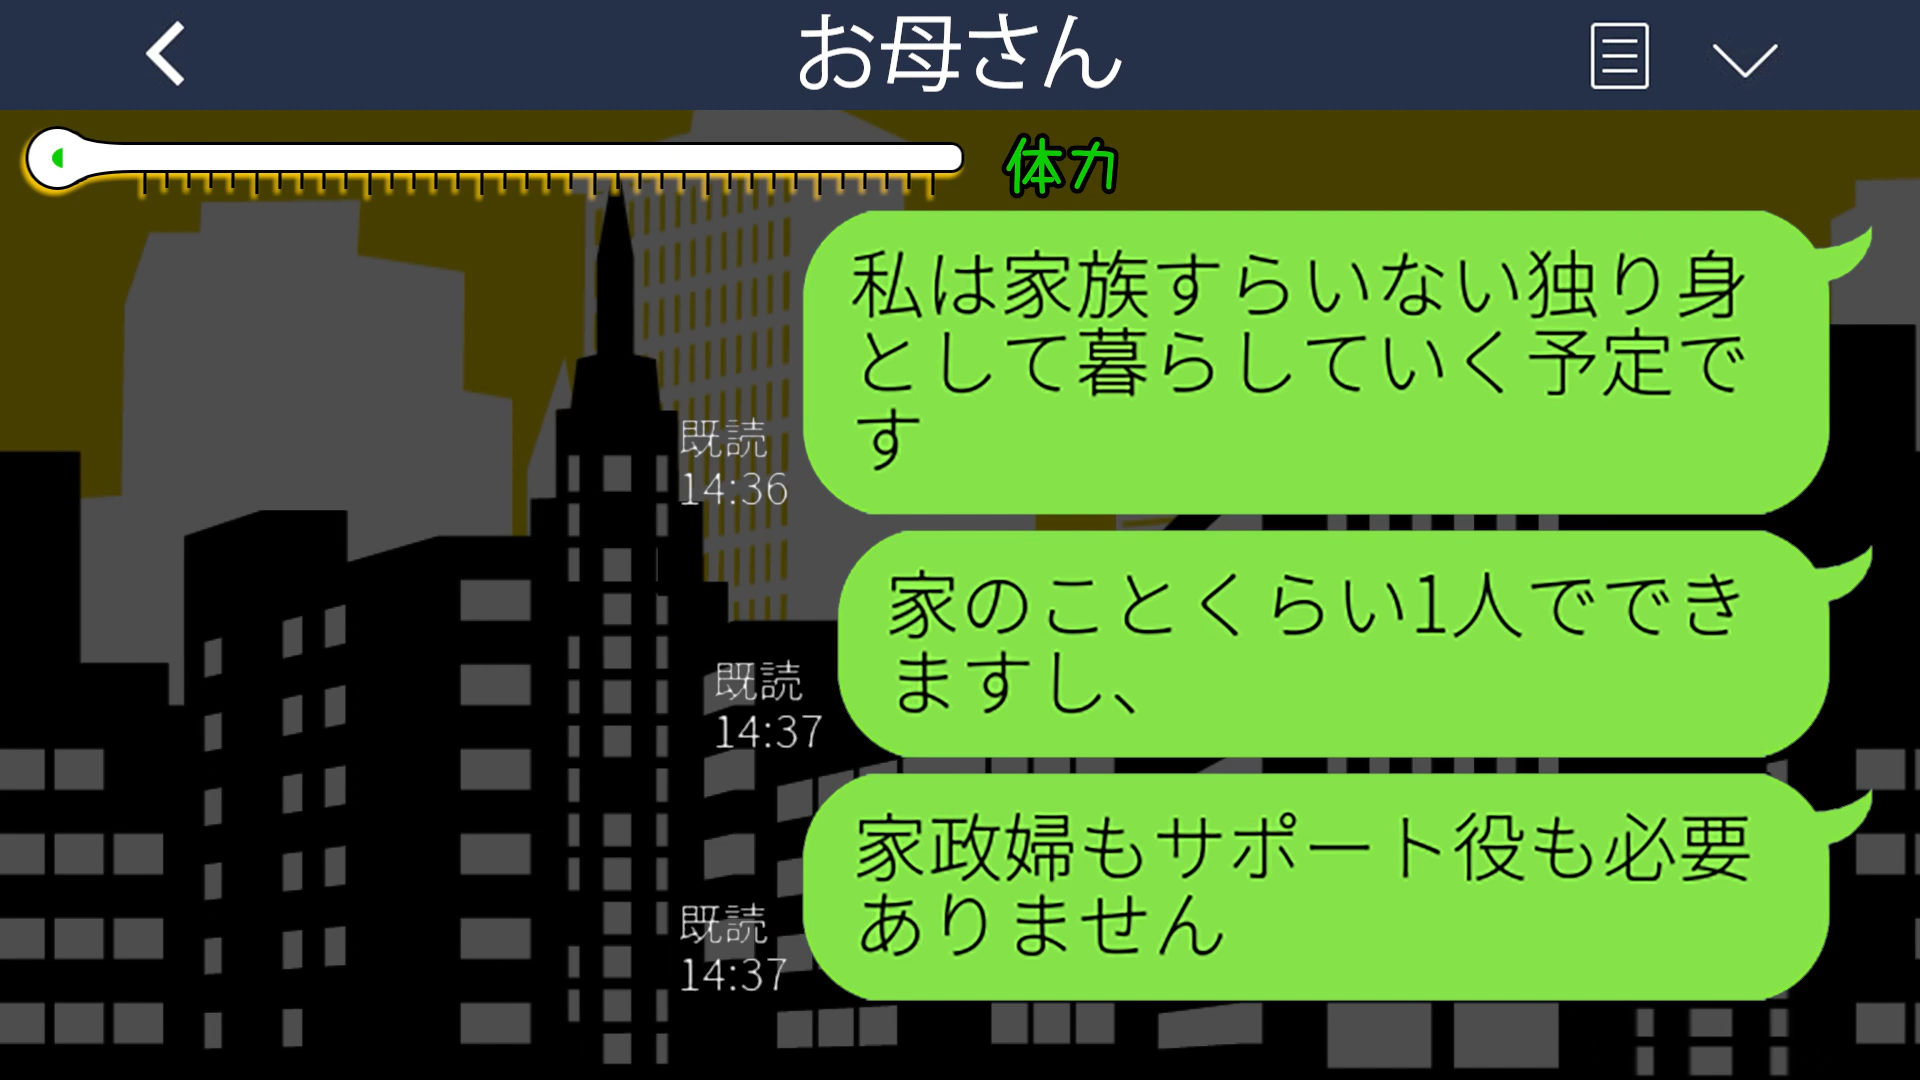 お母さん
体力
私は家族すらいない独り身
として暮らしていく予定で
す
既読
14:36
家のことくらい1人ででき
ますし、
既読
14:37
家政婦もサポート役も必要
ありません
既読
14:37